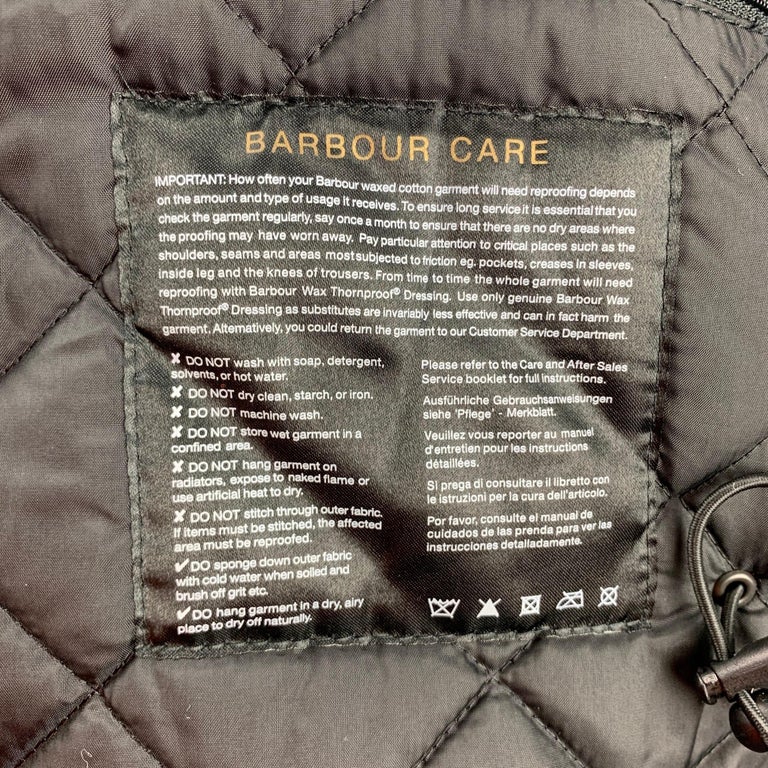 BARBOUR CARE
IMPORTANT: How often your Barbour waxed cotton garment will need reproofing depends
on the amount and type of usage it receives. To ensure long service it is essential that you
check the garment regularly, say once a month to ensure that there are no dry areas where
the proofing may have worn away. Pay particular attention to critical places such as the
shoulders, seams and areas most subjected to friction eg. pockets, creases in sleeves,
inside leg and the knees of trousers. From time to time the whole garment will need
reproofing with Barbour Wax Thornproof® Dressing. Use only genuine Barbour Wax
Thornproof® Dressing as substitutes are invariably less effective and can in fact harm the
garment. Alternatively, you could return the garment to our Customer Service Department.
✘ DO NOT wash with soap, detergent,
solvents, or hot water.
✘ DO NOT dry clean, starch, or iron.
✘ DO NOT machine wash.
✘ DO NOT store wet garment in a
confined area.
✘ DO NOT hang garment on
radiators, expose to naked flame or
use artificial heat to dry.
✘ DO NOT stitch through outer fabric.
If items must be stitched, the affected
area must be reproofed.
✔ DO sponge down outer fabric
with cold water when soiled and
brush off grit etc.
✔ DO hang garment in a dry, airy
place to dry off naturally.
Please refer to the Care and After Sales
Service booklet for full instructions.
Ausführliche Gebrauchsanweisungen
siehe 'Pflege' - Merkblatt.
Veuillez vous reporter au manuel
d'entretien pour les instructions
détaillées.
Si prega di consultare il libretto con
le istruzioni per la cura dell'articolo.
Por favor, consulte el manual de
cuidados de las prenda para ver las
instrucciones detalladamente.